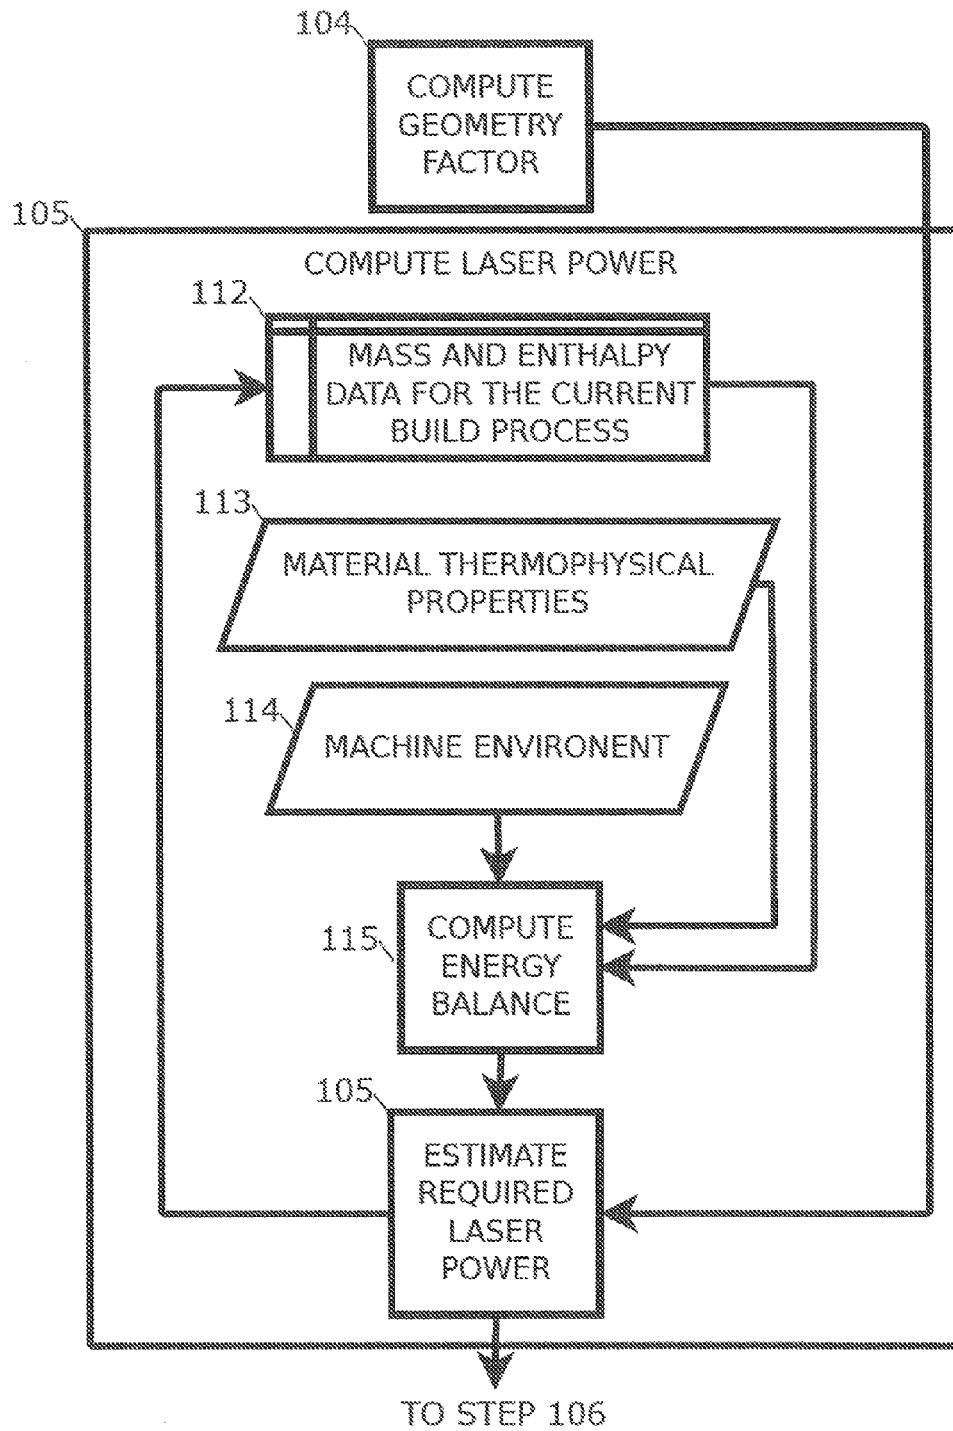 104
COMPUTE
GEOMETRY
FACTOR
105
COMPUTE LASER POWER
112
MASS AND ENTHALPY
DATA FOR THE CURRENT
BUILD PROCESS
113
MATERIAL THERMOPHYSICAL
PROPERTIES
114
MACHINE ENVIRONENT
115
COMPUTE
ENERGY
BALANCE
105
ESTIMATE
REQUIRED
LASER
POWER
TO STEP 106